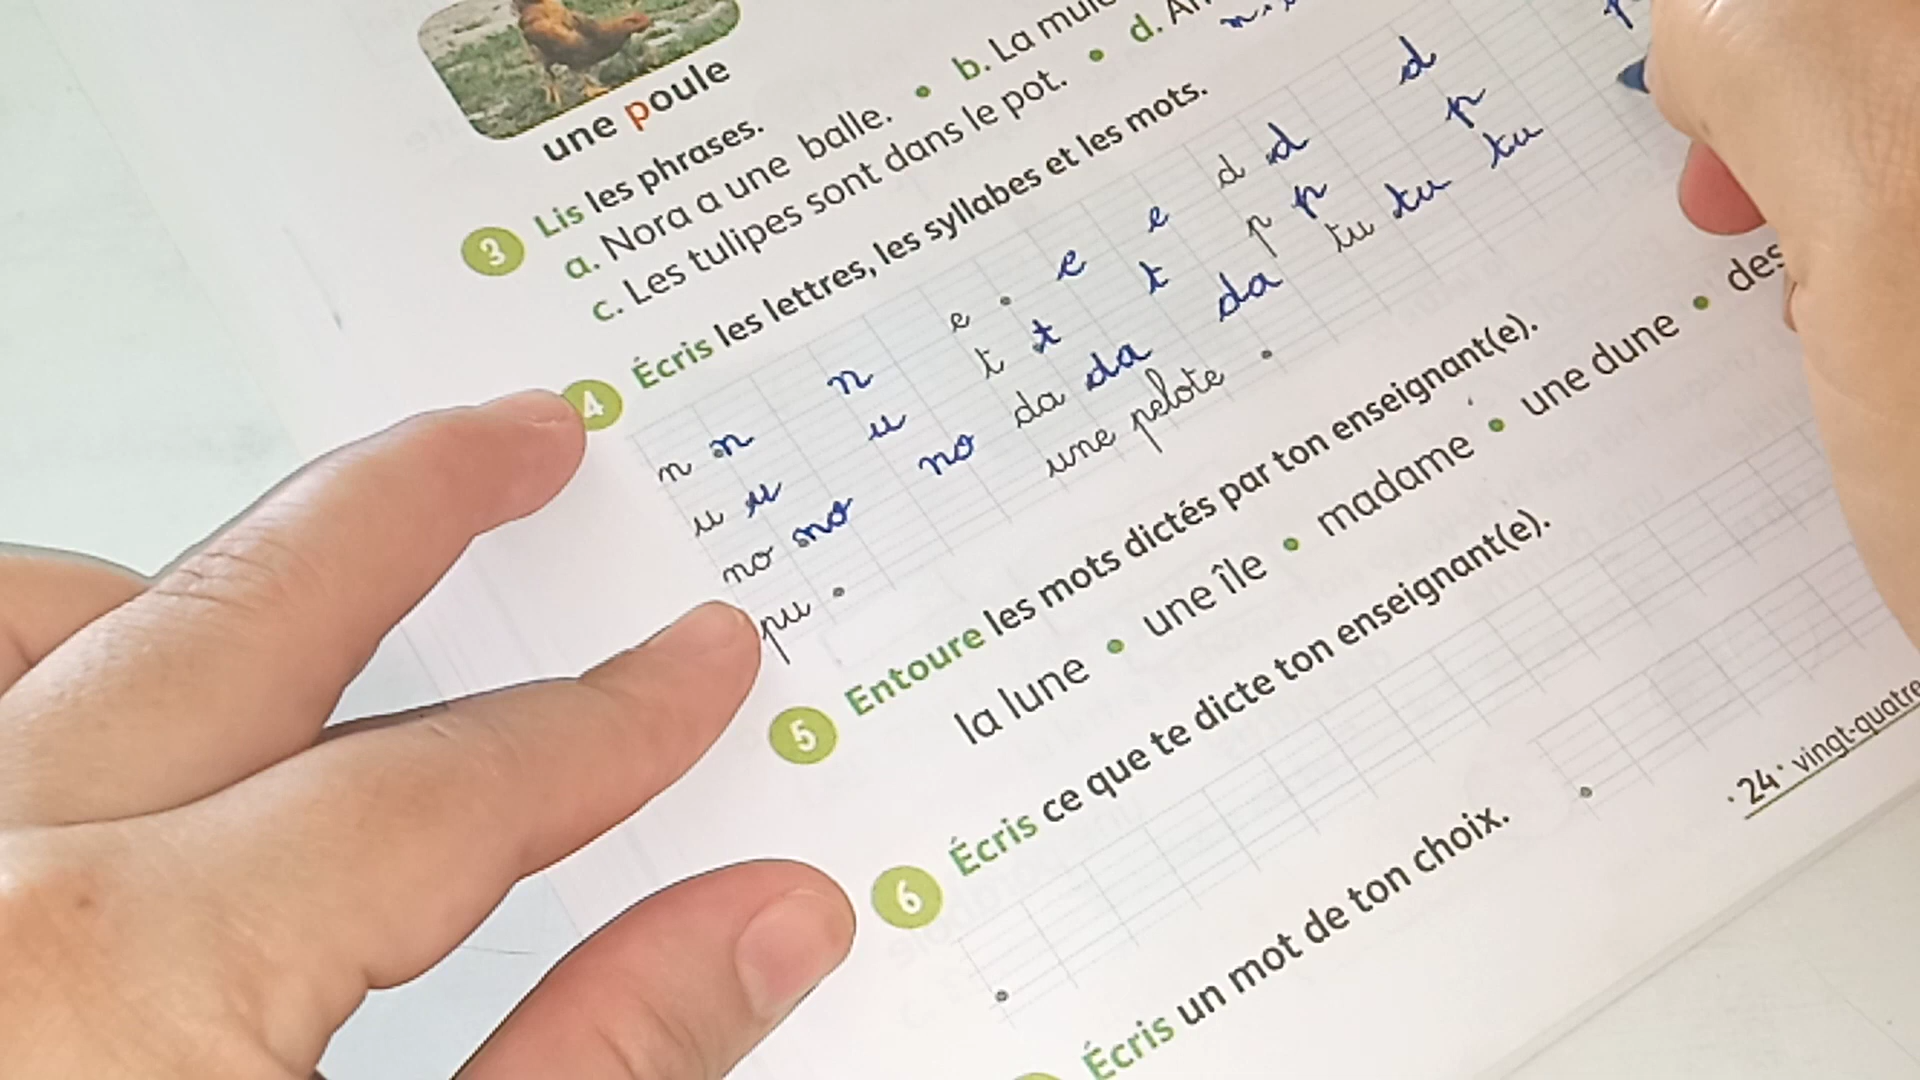 une poule
3 Lis les phrases.
a. Nora a une balle. • b. La
c. Les tulipes sont dans le pot. • d.
4 Écris les lettres, les syllabes et les mots.
n n n e e e d d d
u u u t t t p p p
no no no da da da tu tu tu
pu une pelote
5 Entoure les mots dictés par ton enseignant(e).
la lune • une île • madame • une dune • des
6 Écris ce que te dicte ton enseignant(e).
Écris un mot de ton choix.
• 24 • vingt-quatre